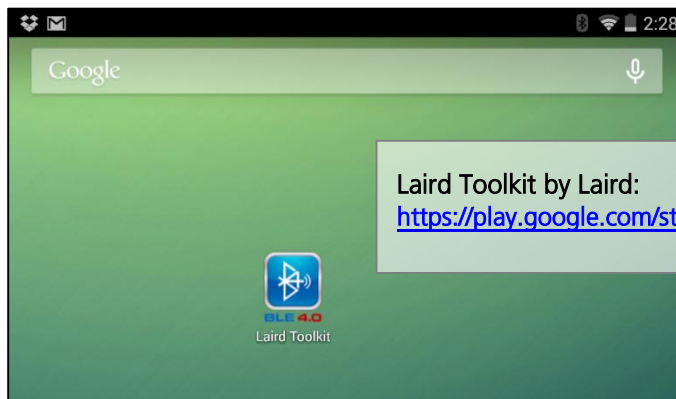 2:28
Google
Laird Toolkit by Laird:
https://play.google.com/st
BLE 4.0
Laird Toolkit